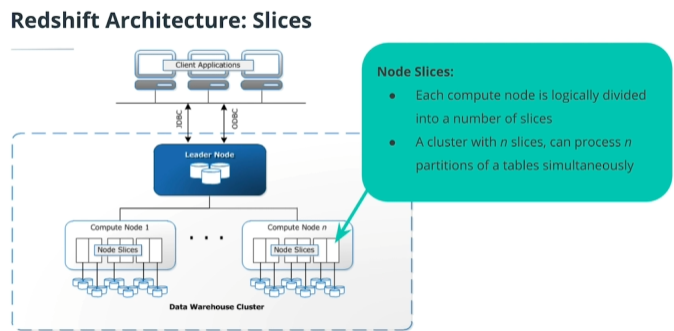 Redshift Architecture: Slices
Client Applications
JDBC
ODBC
Leader Node
Compute Node 1
Node Slices
. . .
Compute Node n
Node Slices
Data Warehouse Cluster
Node Slices:
● Each compute node is logically divided
into a number of slices
● A cluster with n slices, can process n
partitions of a tables simultaneously